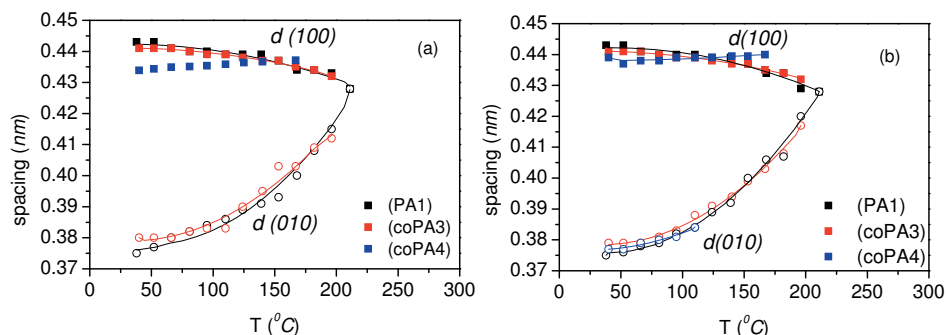 0.45
0.44
0.43
0.42
0.41
0.40
0.39
0.38
0.37
spacing (nm)
d (100)
(a)
d (010)
(PA1)
(coPA3)
(coPA4)
0 50 100 150 200 250 300
T (⁰C)
0.45
0.44
0.43
0.42
0.41
0.40
0.39
0.38
0.37
spacing (nm)
d(100)
(b)
d(010)
(PA1)
(coPA3)
(coPA4)
0 50 100 150 200 250 300
T (⁰C)